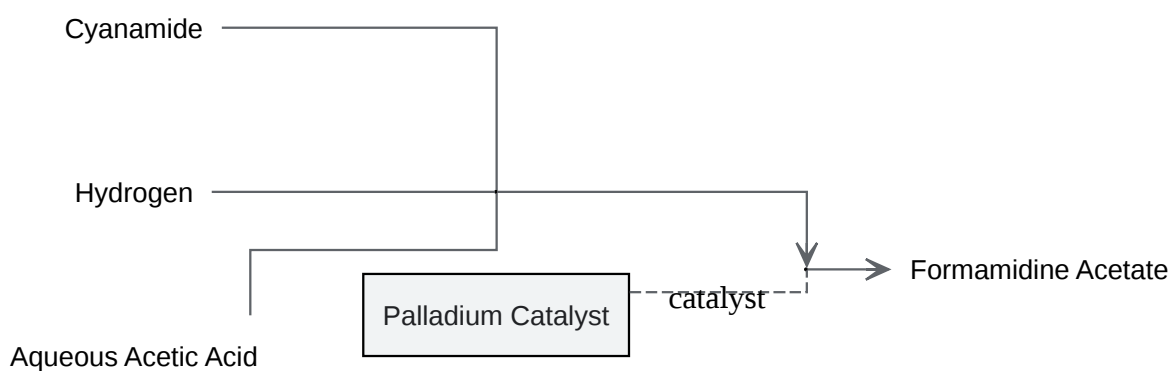 Cyanamide
Hydrogen
Formamidine Acetate
catalyst
Palladium Catalyst
Aqueous Acetic Acid